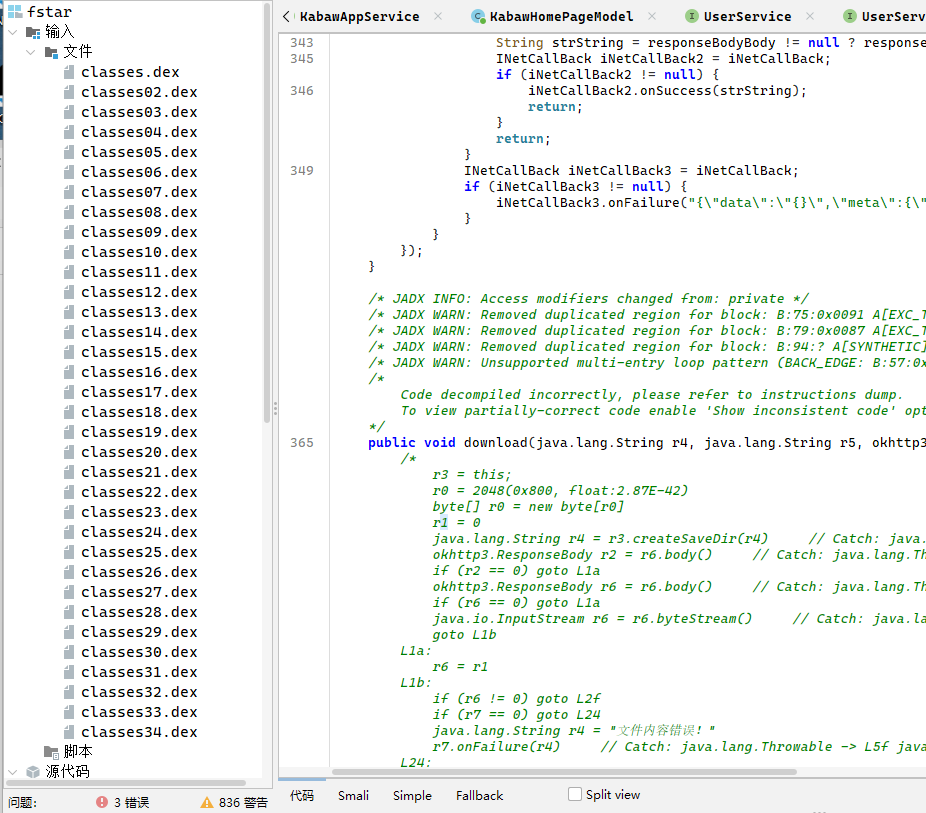 fstar
输入
文件
classes.dex
classes02.dex
classes03.dex
classes04.dex
classes05.dex
classes06.dex
classes07.dex
classes08.dex
classes09.dex
classes10.dex
classes11.dex
classes12.dex
classes13.dex
classes14.dex
classes15.dex
classes16.dex
classes17.dex
classes18.dex
classes19.dex
classes20.dex
classes21.dex
classes22.dex
classes23.dex
classes24.dex
classes25.dex
classes26.dex
classes27.dex
classes28.dex
classes29.dex
classes30.dex
classes31.dex
classes32.dex
classes33.dex
classes34.dex
脚本
源代码
问题: 3 错误 836 警告
KabawAppService × C KabawHomePageModel × I UserService × I UserServ
343 String strString = responseBodyBody != null ? response
345 INetCallBack iNetCallBack2 = iNetCallBack;
if (iNetCallBack2 != null) {
346 iNetCallBack2.onSuccess(strString);
return;
}
return;
}
349 INetCallBack iNetCallBack3 = iNetCallBack;
if (iNetCallBack3 != null) {
iNetCallBack3.onFailure("{\"data\":\"{}\",\"meta\":{\"
}
}
});
}
/* JADX INFO: Access modifiers changed from: private */
/* JADX WARN: Removed duplicated region for block: B:75:0x0091 A[EXC_T
/* JADX WARN: Removed duplicated region for block: B:79:0x0087 A[EXC_T
/* JADX WARN: Removed duplicated region for block: B:94:? A[SYNTHETIC]
/* JADX WARN: Unsupported multi-entry loop pattern (BACK_EDGE: B:57:0x
/*
Code decompiled incorrectly, please refer to instructions dump.
To view partially-correct code enable 'Show inconsistent code' opt
*/
365 public void download(java.lang.String r4, java.lang.String r5, okhttp3
/*
r3 = this;
r0 = 2048(0x800, float:2.87E-42)
byte[] r0 = new byte[r0]
r1 = 0
java.lang.String r4 = r3.createSaveDir(r4) // Catch: java.lan
okhttp3.ResponseBody r2 = r6.body() // Catch: java.lang.Th
if (r2 == 0) goto L1a
okhttp3.ResponseBody r6 = r6.body() // Catch: java.lang.Th
if (r6 == 0) goto L1a
java.io.InputStream r6 = r6.byteStream() // Catch: java.la
goto L1b
L1a:
r6 = r1
L1b:
if (r6 != 0) goto L2f
if (r7 == 0) goto L24
java.lang.String r4 = "文件内容错误！"
r7.onFailure(r4) // Catch: java.lang.Throwable -> L5f jav
L24:
代码 Smali Simple Fallback Split view